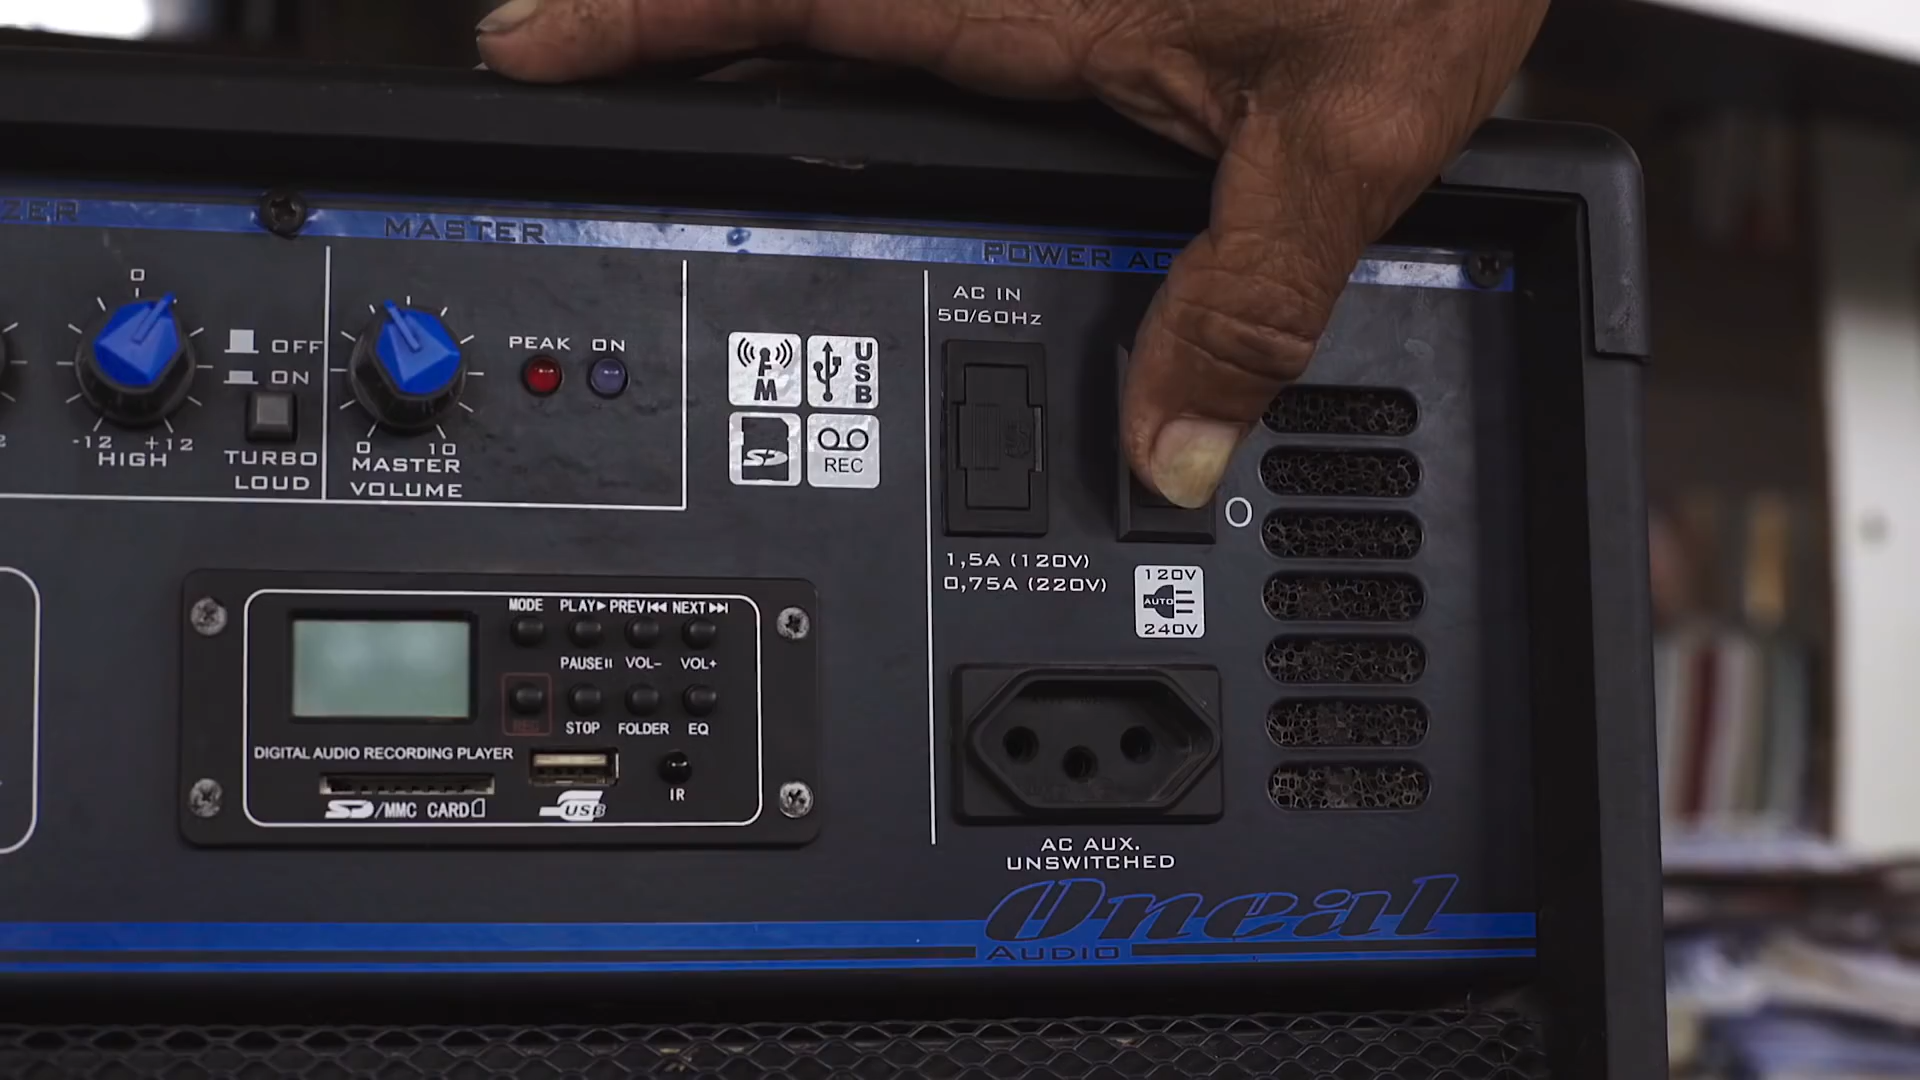 ZER
MASTER
POWER AC
0
-12 +12
HIGH
OFF
ON
TURBO
LOUD
0 10
MASTER
VOLUME
PEAK ON
FM
USB
SD
REC
AC IN
50/60Hz
O
1,5A (120V)
0,75A (220V)
120V
AUTO
240V
MODE PLAY PREV NEXT
PAUSE VOL- VOL+
REC STOP FOLDER EQ
DIGITAL AUDIO RECORDING PLAYER
SD/MMC CARD
USB
IR
AC AUX.
UNSWITCHED
Oneal
AUDIO